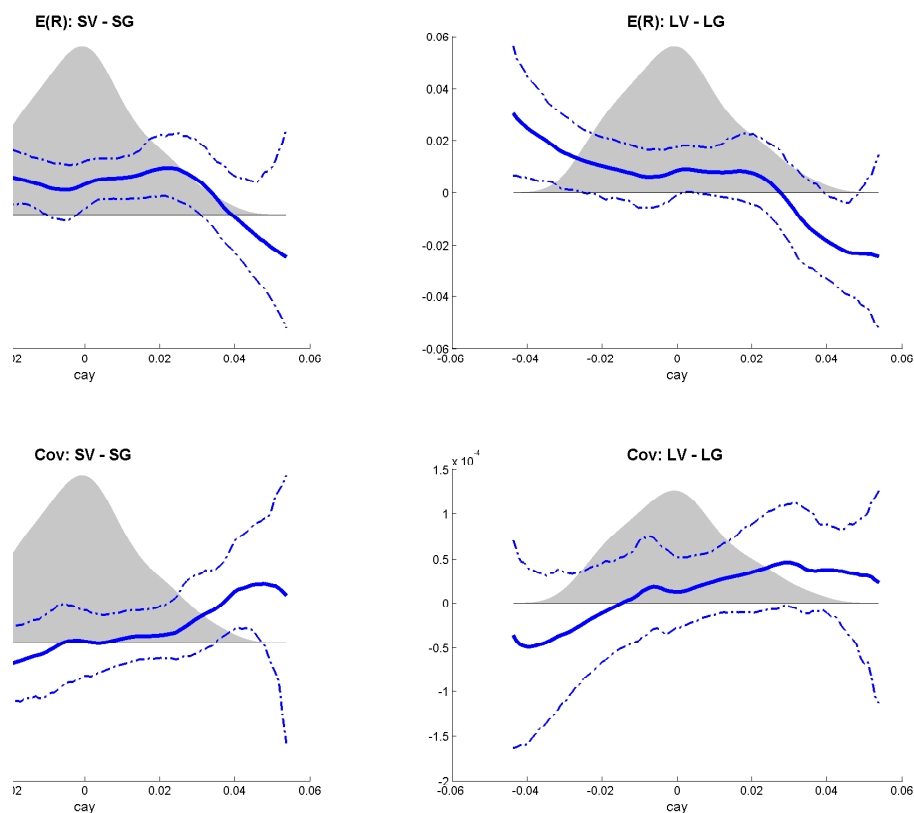 E(R): SV - SG
E(R): LV - LG
0.06
0.04
0.02
0
-0.02
-0.04
-0.06
0 0.02 0.04 0.06
-0.06 -0.04 -0.02 0 0.02 0.04 0.06
cay
cay
Cov: SV - SG
Cov: LV - LG
x 10⁻⁴
1.5
1
0.5
0
-0.5
-1
-1.5
-2
0 0.02 0.04 0.06
-0.06 -0.04 -0.02 0 0.02 0.04 0.06
cay
cay